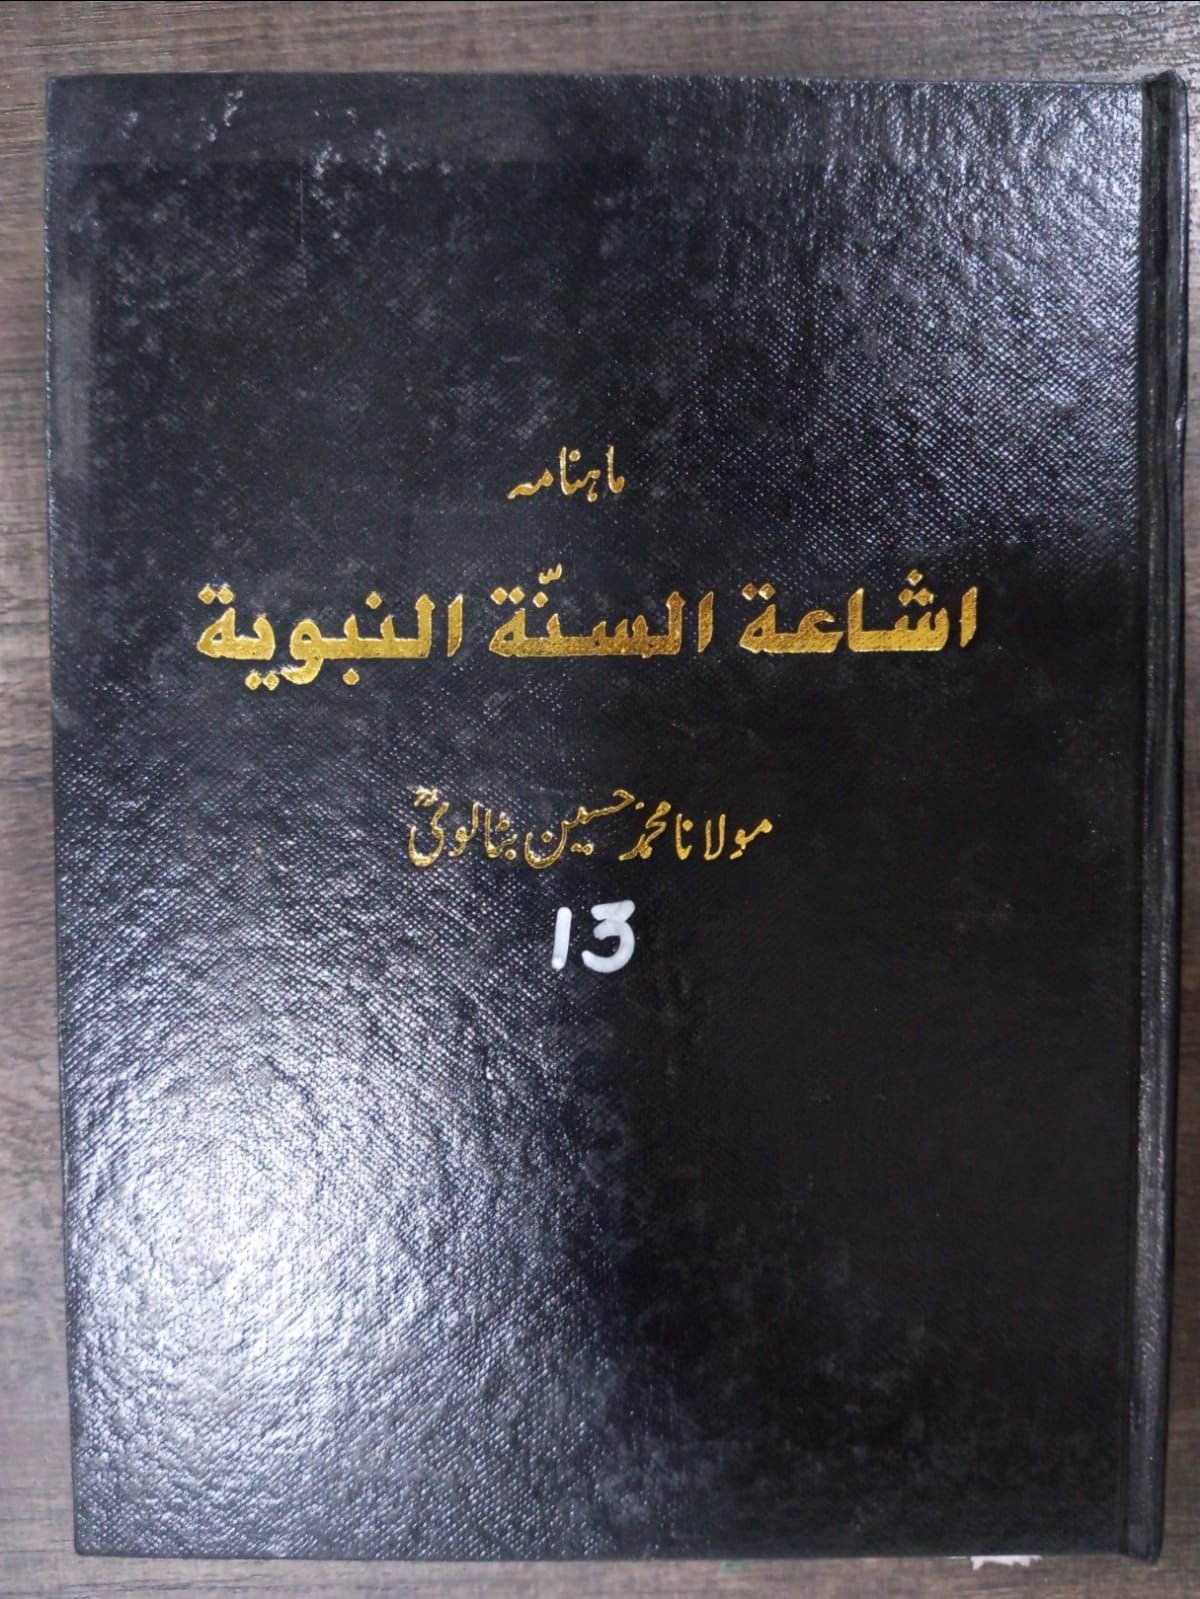 ماہنامہ
اشاعة السنّة النبوية
مولانا محمد حسین بٹالویؒ
13